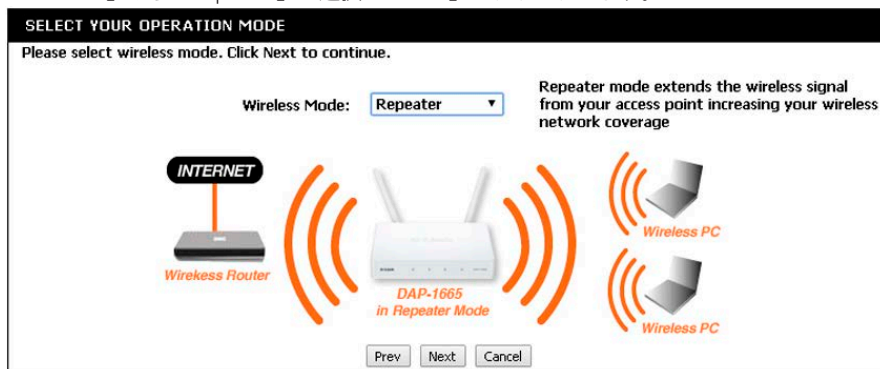 SELECT YOUR OPERATION MODE
Please select wireless mode. Click Next to continue.
Wireless Mode:
Repeater
Repeater mode extends the wireless signal
from your access point increasing your wireless
network coverage
INTERNET
Wirekess Router
DAP-1665
in Repeater Mode
Wireless PC
Wireless PC
Prev Next Cancel